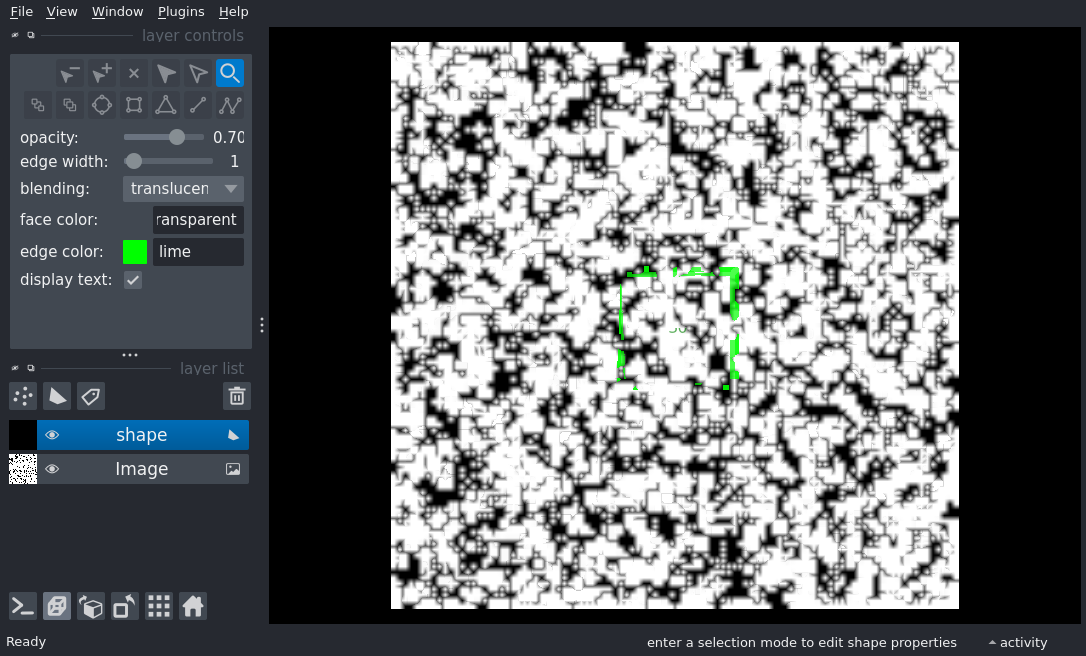 File View Window Plugins Help
layer controls
opacity: 0.70
edge width: 1
blending: translucen
face color: ransparent
edge color: lime
display text:
layer list
shape
Image
Ready
enter a selection mode to edit shape properties
activity